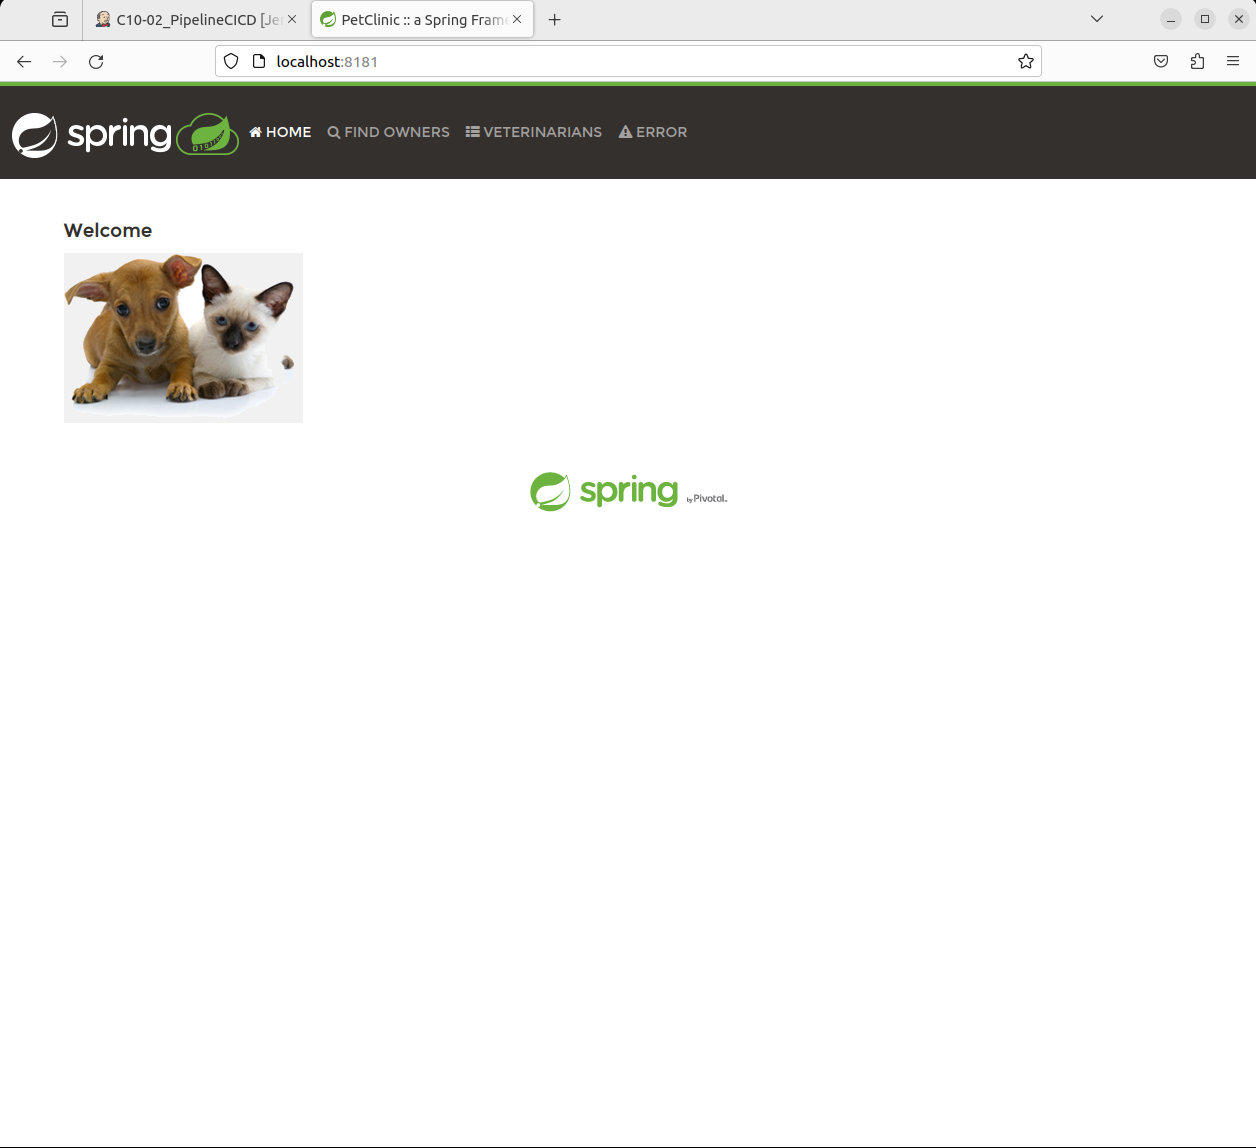 C10-02_PipelineCICD [Je
PetClinic :: a Spring Fram
localhost:8181
spring
HOME
FIND OWNERS
VETERINARIANS
ERROR
Welcome
spring by Pivotal.